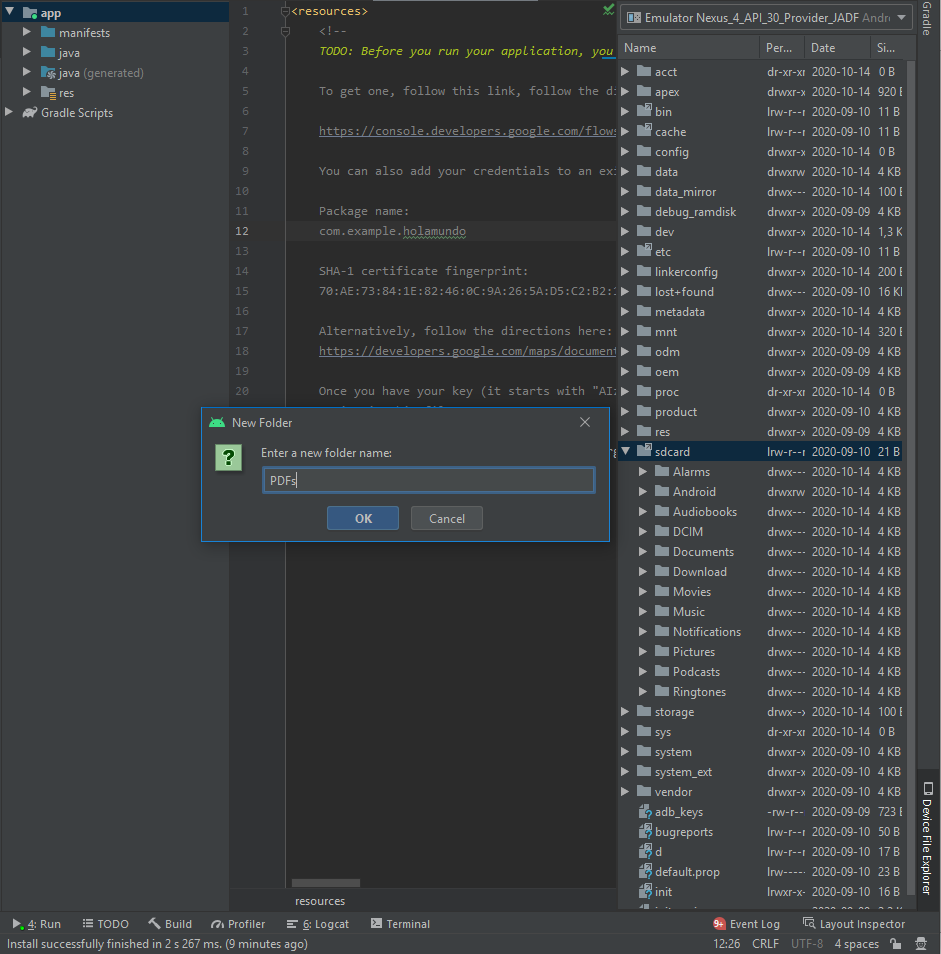 app
manifests
java
java (generated)
res
Gradle Scripts
1 <resources>
2 <!--
3 TODO: Before you run your application, you
4
5 To get one, follow this link, follow the di
6
7 https://console.developers.google.com/flows
8
9 You can also add your credentials to an exi
10
11 Package name:
12 com.example.holamundo
13
14 SHA-1 certificate fingerprint:
15 70:AE:73:84:1E:82:46:0C:9A:26:5A:D5:C2:B2:1
16
17 Alternatively, follow the directions here:
18 https://developers.google.com/maps/document
19
20 Once you have your key (it starts with "AIz
New Folder
Enter a new folder name:
PDFs
OK Cancel
resources
Emulator Nexus_4_API_30_Provider_JADF Andr
Name Per... Date Si...
acct dr-xr-xr 2020-10-14 0 B
apex drwxr-x 2020-10-14 920 B
bin lrw-r--r 2020-09-10 11 B
cache lrw-r--r 2020-09-10 11 B
config drwxr-x 2020-10-14 0 B
data drwxrw 2020-10-14 4 KB
data_mirror drwx--- 2020-10-14 100 B
debug_ramdisk drwxr-x 2020-09-09 4 KB
dev drwxr-x 2020-10-14 1,3 K
etc lrw-r--r 2020-09-10 11 B
linkerconfig drwxr-x 2020-10-14 200 B
lost+found drwx--- 2020-09-10 16 K
metadata drwxr-x 2020-10-14 4 KB
mnt drwxr-x 2020-10-14 320 B
odm drwxr-x 2020-09-09 4 KB
oem drwxr-x 2020-09-09 4 KB
proc dr-xr-xr 2020-10-14 0 B
product drwxr-x 2020-09-10 4 KB
res drwxr-x 2020-09-09 4 KB
sdcard lrw-r--r 2020-09-10 21 B
Alarms drwx--- 2020-10-14 4 KB
Android drwxrw 2020-10-14 4 KB
Audiobooks drwx--- 2020-10-14 4 KB
DCIM drwx--- 2020-10-14 4 KB
Documents drwx--- 2020-10-14 4 KB
Download drwx--- 2020-10-14 4 KB
Movies drwx--- 2020-10-14 4 KB
Music drwx--- 2020-10-14 4 KB
Notifications drwx--- 2020-10-14 4 KB
Pictures drwx--- 2020-10-14 4 KB
Podcasts drwx--- 2020-10-14 4 KB
Ringtones drwx--- 2020-10-14 4 KB
storage drwx--x 2020-10-14 100 B
sys dr-xr-xr 2020-10-14 0 B
system drwxr-x 2020-09-10 4 KB
system_ext drwxr-x 2020-09-10 4 KB
vendor drwxr-x 2020-09-10 4 KB
adb_keys -rw-r-- 2020-09-09 723 B
bugreports lrw-r--r 2020-09-10 50 B
d lrw-r--r 2020-09-10 17 B
default.prop lrw----- 2020-09-10 23 B
init lrwxr-x 2020-09-10 16 B
Gradle
Device File Explorer
4: Run TODO Build Profiler 6: Logcat Terminal 9+ Event Log Layout Inspector
Install successfully finished in 2 s 267 ms. (9 minutes ago) 12:26 CRLF UTF-8 4 spaces